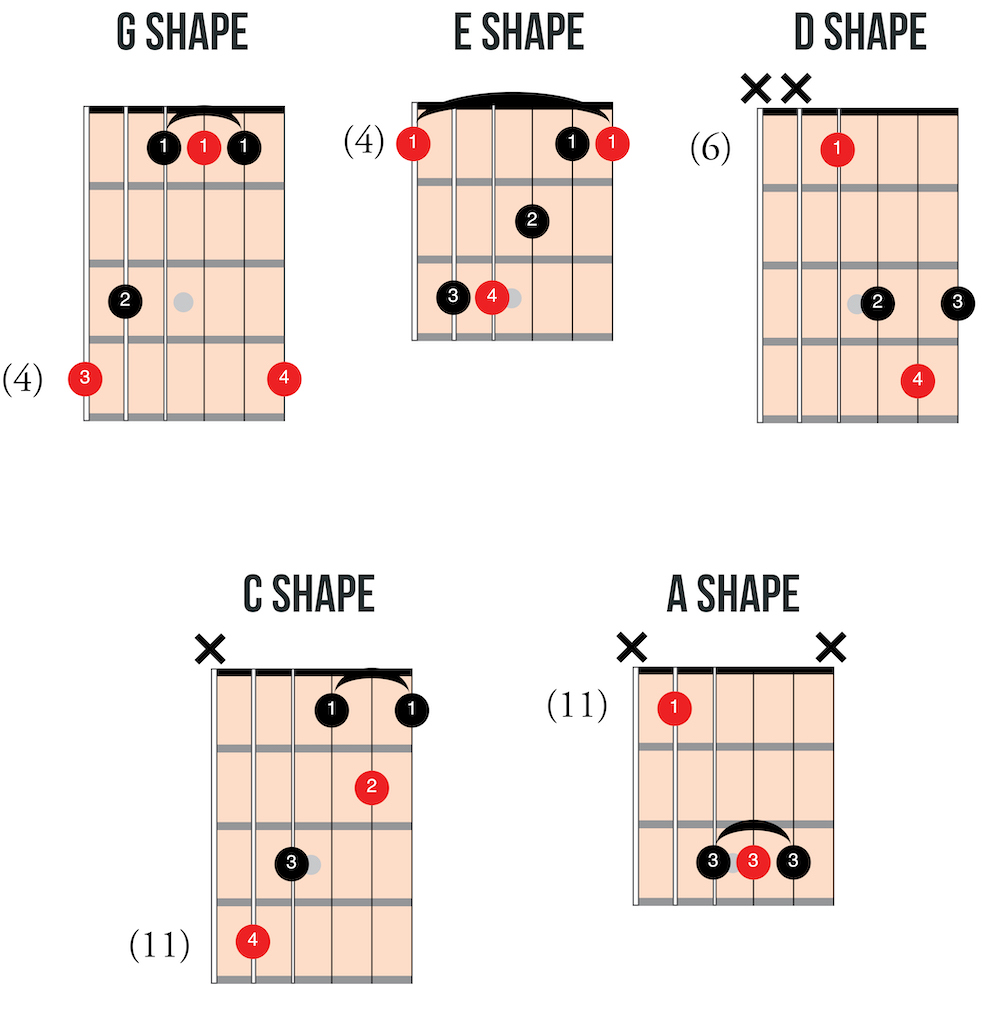 G SHAPE
E SHAPE
D SHAPE
1 1 1
2
(4) 3 4
(4) 1 1 1
2
3 4
(6) 1
2 3
4
C SHAPE
A SHAPE
1 1
2
3
(11) 4
(11) 1
3 3 3